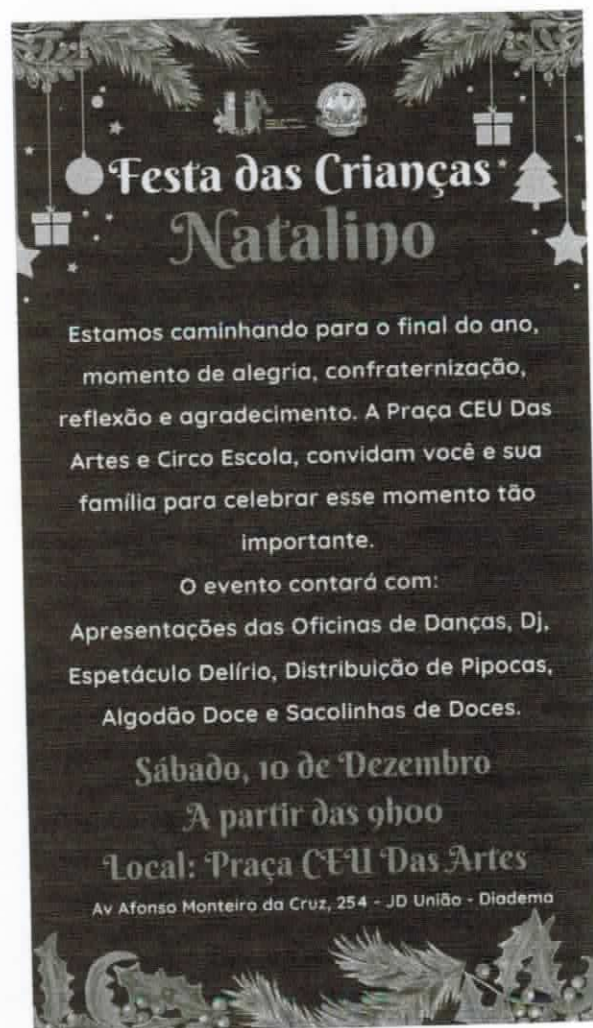 Festa das Crianças
Natalino
Estamos caminhando para o final do ano,
momento de alegria, confraternização,
reflexão e agradecimento. A Praça CEU Das
Artes e Circo Escola, convidam você e sua
família para celebrar esse momento tão
importante.
O evento contará com:
Apresentações das Oficinas de Danças, Dj,
Espetáculo Delírio, Distribuição de Pipocas,
Algodão Doce e Sacolinhas de Doces.
Sábado, 10 de Dezembro
A partir das 9h00
Local: Praça CEU Das Artes
Av Afonso Monteiro da Cruz, 254 - JD União - Diadema